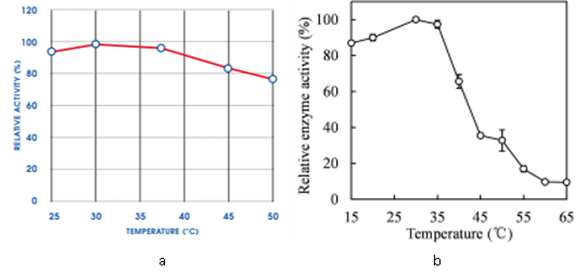 120
100
80
60
40
20
0
RELATIVE ACTIVITY (%)
25 30 35 40 45 50
TEMPERATURE (°C)
a
100
80
60
40
20
0
Relative enzyme activity (%)
15 25 35 45 55 65
Temperature (℃)
b